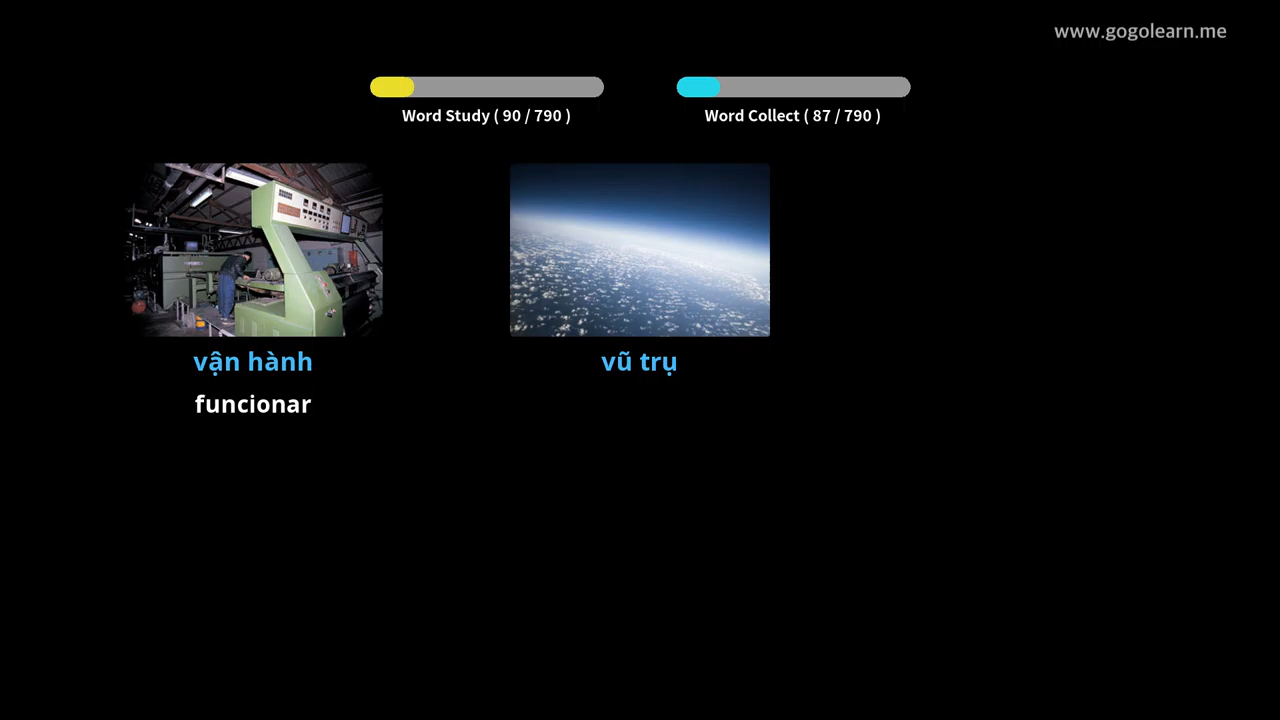 www.gogolearn.me
Word Study ( 90 / 790 )
Word Collect ( 87 / 790 )
vận hành
funcionar
vũ trụ